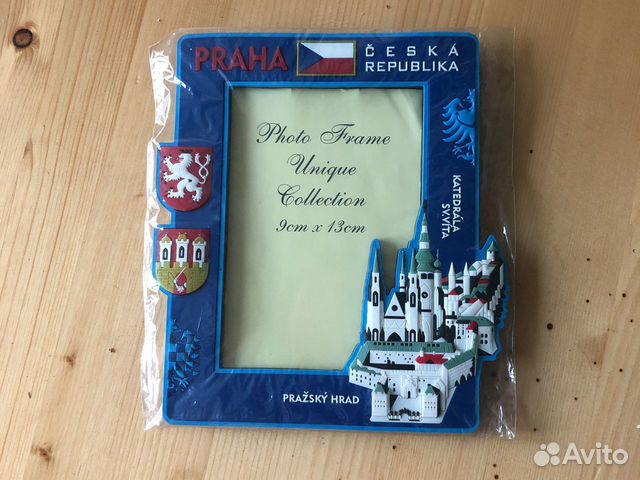 PRAHA
ČESKÁ
REPUBLIKA
Photo Frame
Unique
Collection
9cm x 13cm
KATEDRÁLA
SV.VÍTA
PRAŽSKÝ HRAD
Avito